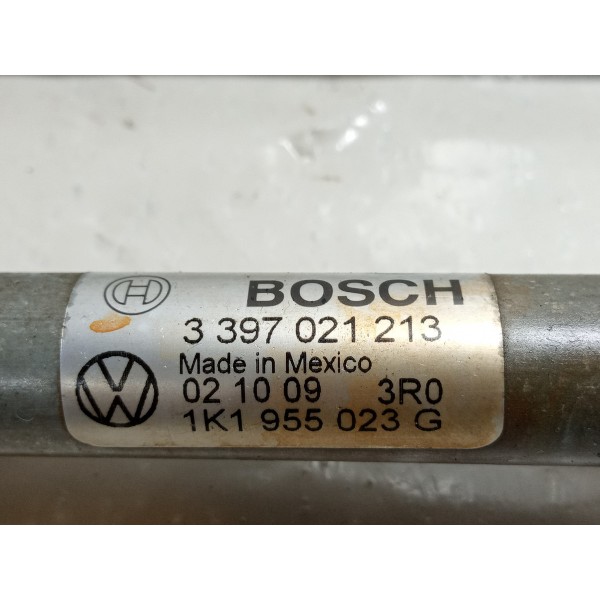 BOSCH
3 397 021 213
Made in Mexico
02 10 09 3R0
1K1 955 023 G